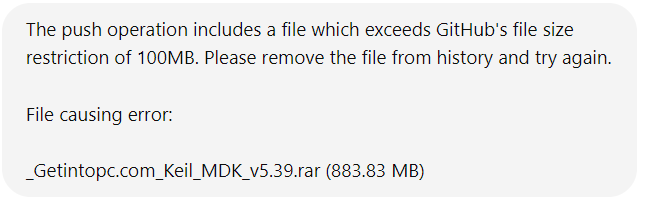 The push operation includes a file which exceeds GitHub's file size
restriction of 100MB. Please remove the file from history and try again.
File causing error:
_Getintopc.com_Keil_MDK_v5.39.rar (883.83 MB)